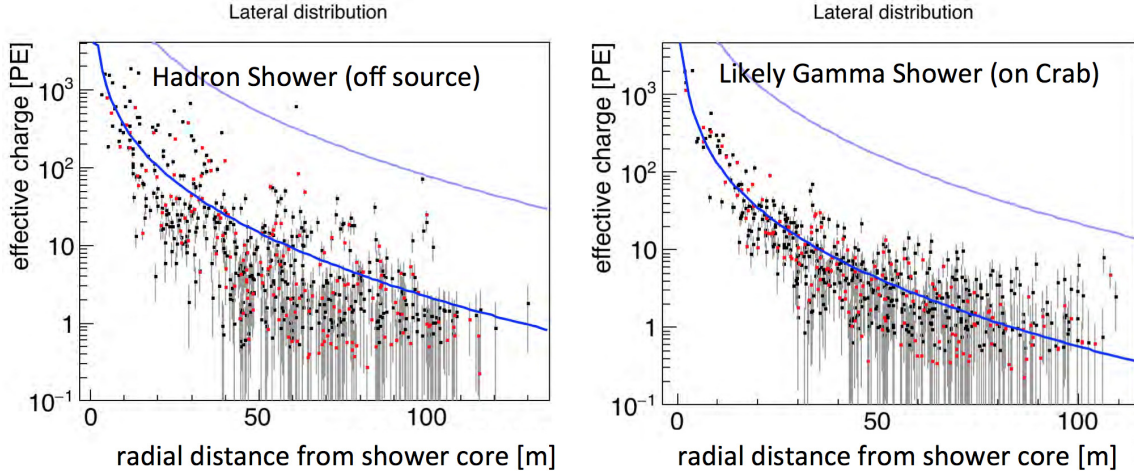 Lateral distribution
Hadron Shower (off source)
effective charge [PE]
10³
10²
10
1
10⁻¹
0
50
100
radial distance from shower core [m]
Lateral distribution
Likely Gamma Shower (on Crab)
effective charge [PE]
10³
10²
10
1
10⁻¹
0
50
100
radial distance from shower core [m]